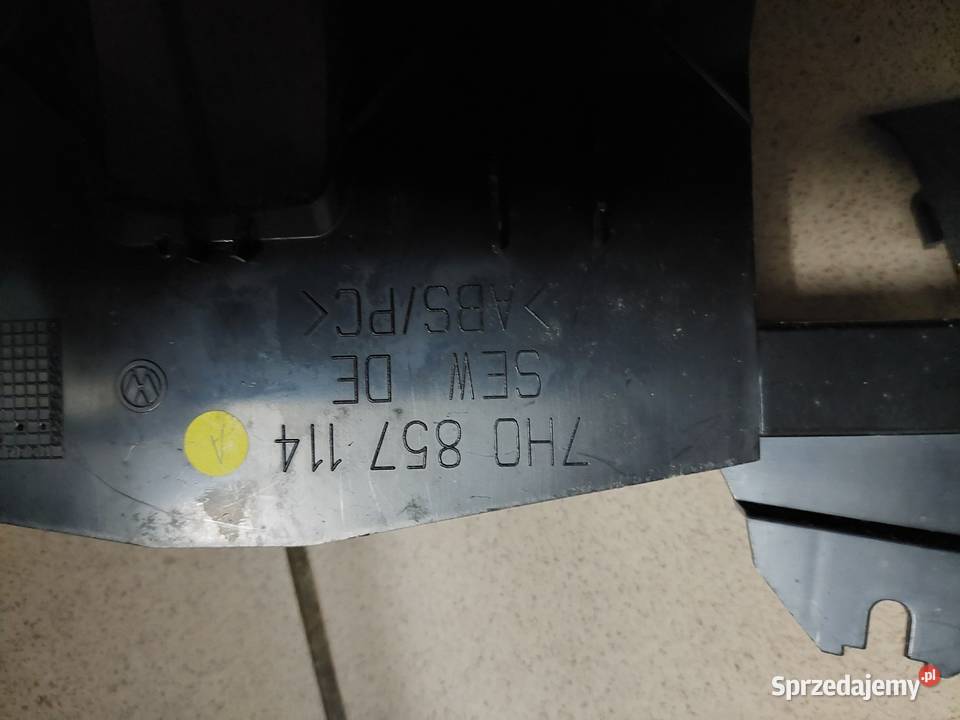 7H0 857 114
SEW DE
>ABS/PC<
Sprzedajemy.pl